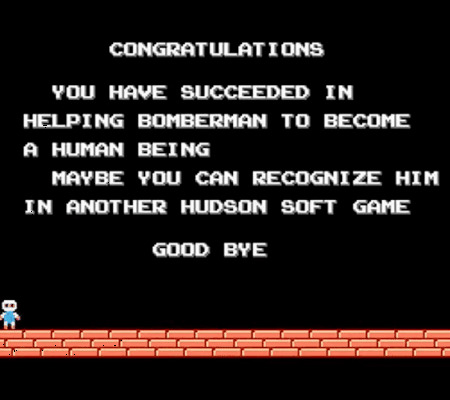 CONGRATULATIONS
YOU HAVE SUCCEEDED IN
HELPING BOMBERMAN TO BECOME
A HUMAN BEING
MAYBE YOU CAN RECOGNIZE HIM
IN ANOTHER HUDSON SOFT GAME
GOOD BYE